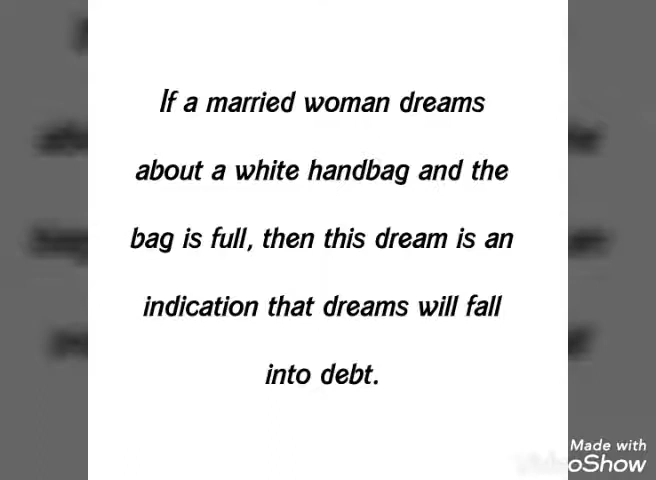 If a married woman dreams
about a white handbag and the
bag is full, then this dream is an
indication that dreams will fall
into debt.
Made with
VideoShow